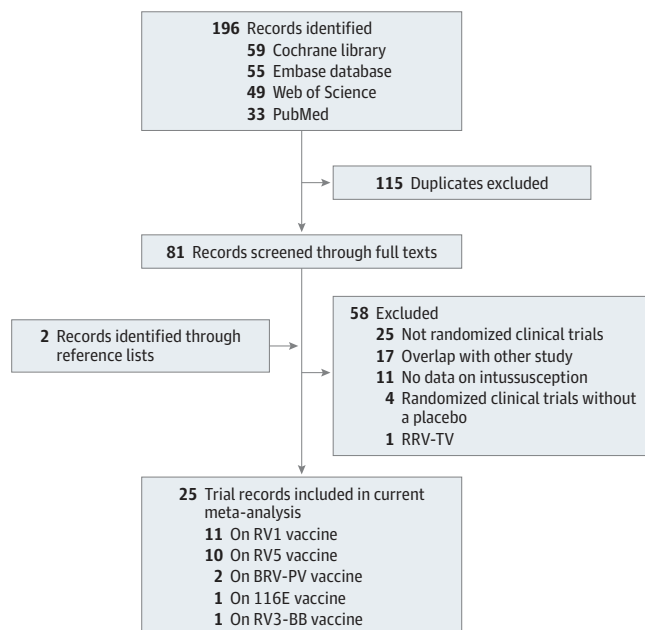 196 Records identified
59 Cochrane library
55 Embase database
49 Web of Science
33 PubMed
115 Duplicates excluded
81 Records screened through full texts
2 Records identified through
reference lists
58 Excluded
25 Not randomized clinical trials
17 Overlap with other study
11 No data on intussusception
4 Randomized clinical trials without
a placebo
1 RRV-TV
25 Trial records included in current
meta-analysis
11 On RV1 vaccine
10 On RV5 vaccine
2 On BRV-PV vaccine
1 On 116E vaccine
1 On RV3-BB vaccine